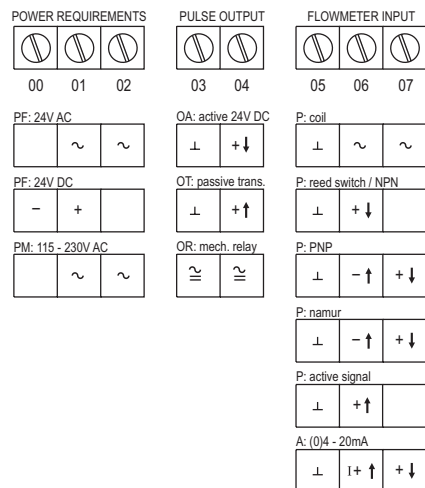 POWER REQUIREMENTS
00 01 02
PF: 24V AC
~ ~
PF: 24V DC
– +
PM: 115 - 230V AC
~ ~
PULSE OUTPUT
03 04
OA: active 24V DC
⊥ +↓
OT: passive trans.
⊥ +↑
OR: mech. relay
≅ ≅
FLOWMETER INPUT
05 06 07
P: coil
⊥ ~ ~
P: reed switch / NPN
⊥ +↓
P: PNP
⊥ –↑ +↓
P: namur
⊥ –↑ +↓
P: active signal
⊥ +↑
A: (0)4 - 20mA
⊥ I+ ↑ +↓